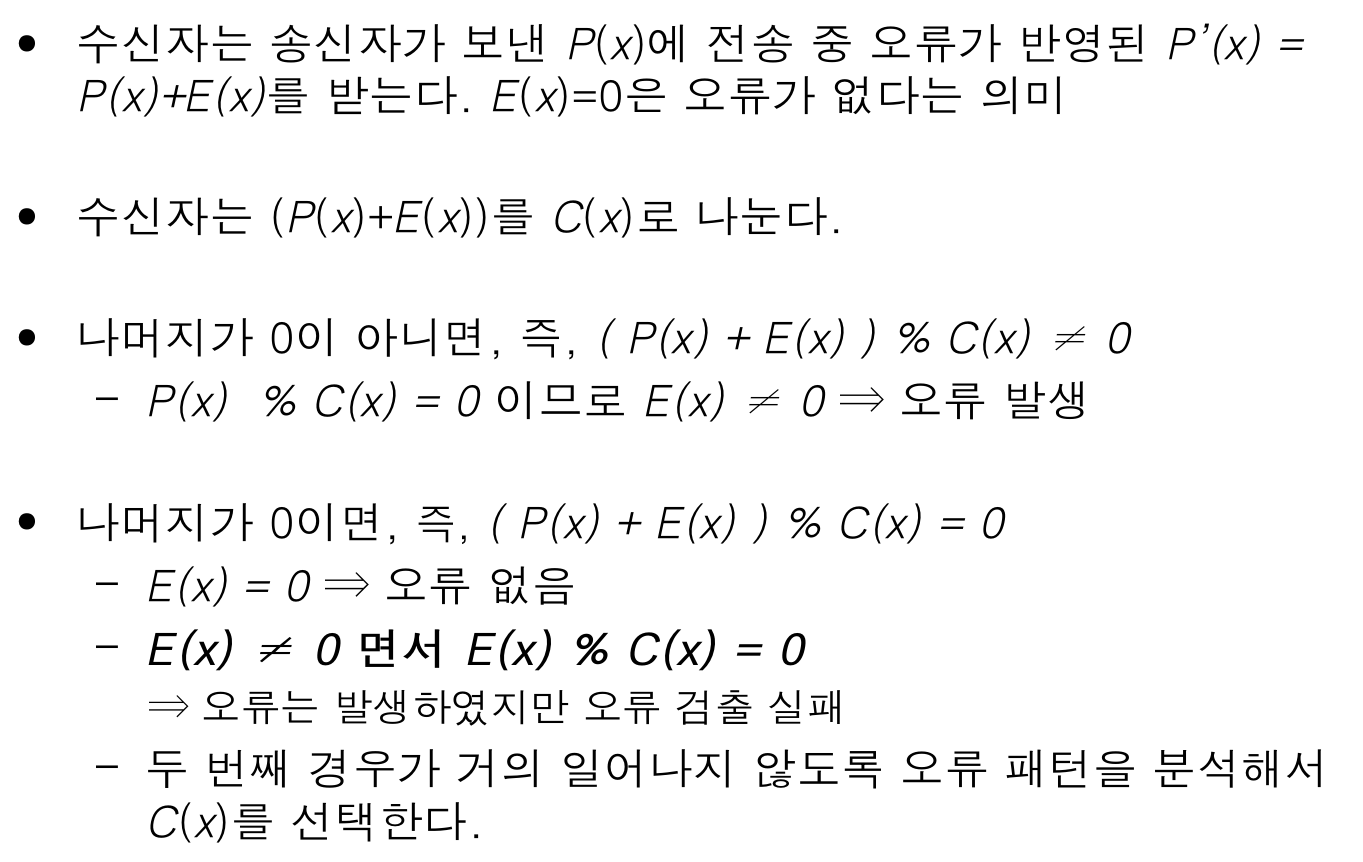 • 수신자는 송신자가 보낸 P(x)에 전송 중 오류가 반영된 P’(x) =
P(x)+E(x)를 받는다. E(x)=0은 오류가 없다는 의미
• 수신자는 (P(x)+E(x))를 C(x)로 나눈다.
• 나머지가 0이 아니면, 즉, ( P(x) + E(x) ) % C(x) ≠ 0
– P(x) % C(x) = 0 이므로 E(x) ≠ 0 ⇒ 오류 발생
• 나머지가 0이면, 즉, ( P(x) + E(x) ) % C(x) = 0
– E(x) = 0 ⇒ 오류 없음
– E(x) ≠ 0 면서 E(x) % C(x) = 0
⇒ 오류는 발생하였지만 오류 검출 실패
– 두 번째 경우가 거의 일어나지 않도록 오류 패턴을 분석해서
C(x)를 선택한다.